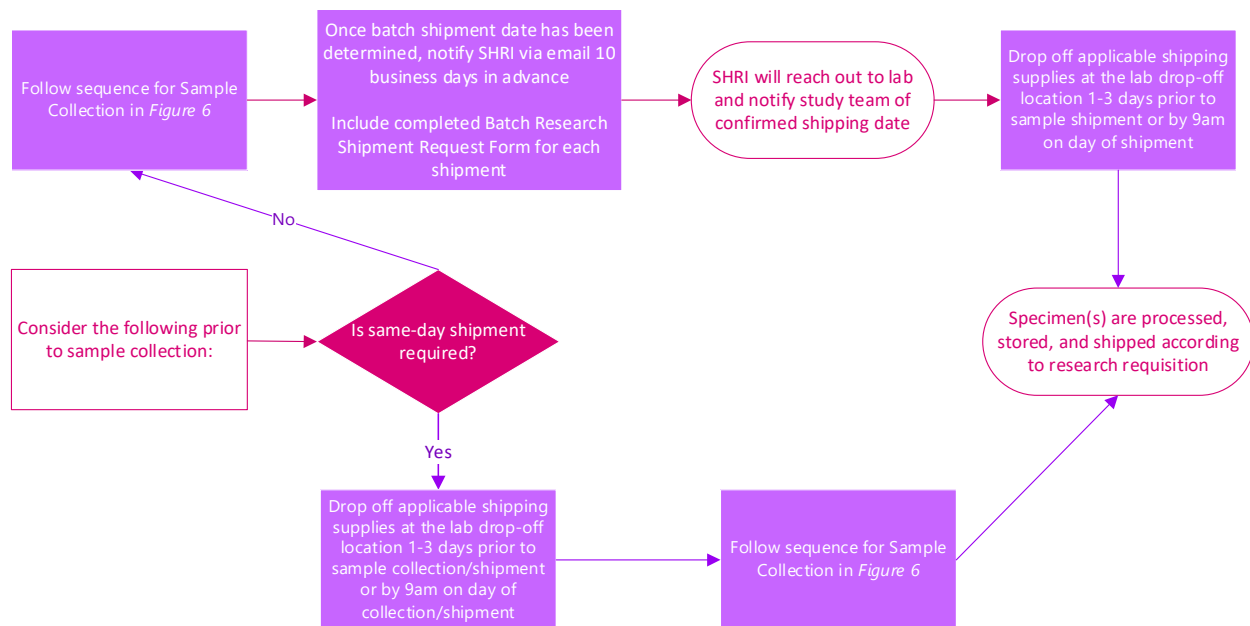 Follow sequence for Sample
Collection in Figure 6
Once batch shipment date has been
determined, notify SHRI via email 10
business days in advance
Include completed Batch Research
Shipment Request Form for each
shipment
SHRI will reach out to lab
and notify study team of
confirmed shipping date
Drop off applicable shipping
supplies at the lab drop-off
location 1-3 days prior to
sample shipment or by 9am
on day of shipment
No
Consider the following prior
to sample collection:
Is same-day shipment
required?
Specimen(s) are processed,
stored, and shipped according
to research requisition
Yes
Drop off applicable shipping
supplies at the lab drop-off
location 1-3 days prior to
sample collection/shipment
or by 9am on day of
collection/shipment
Follow sequence for Sample
Collection in Figure 6